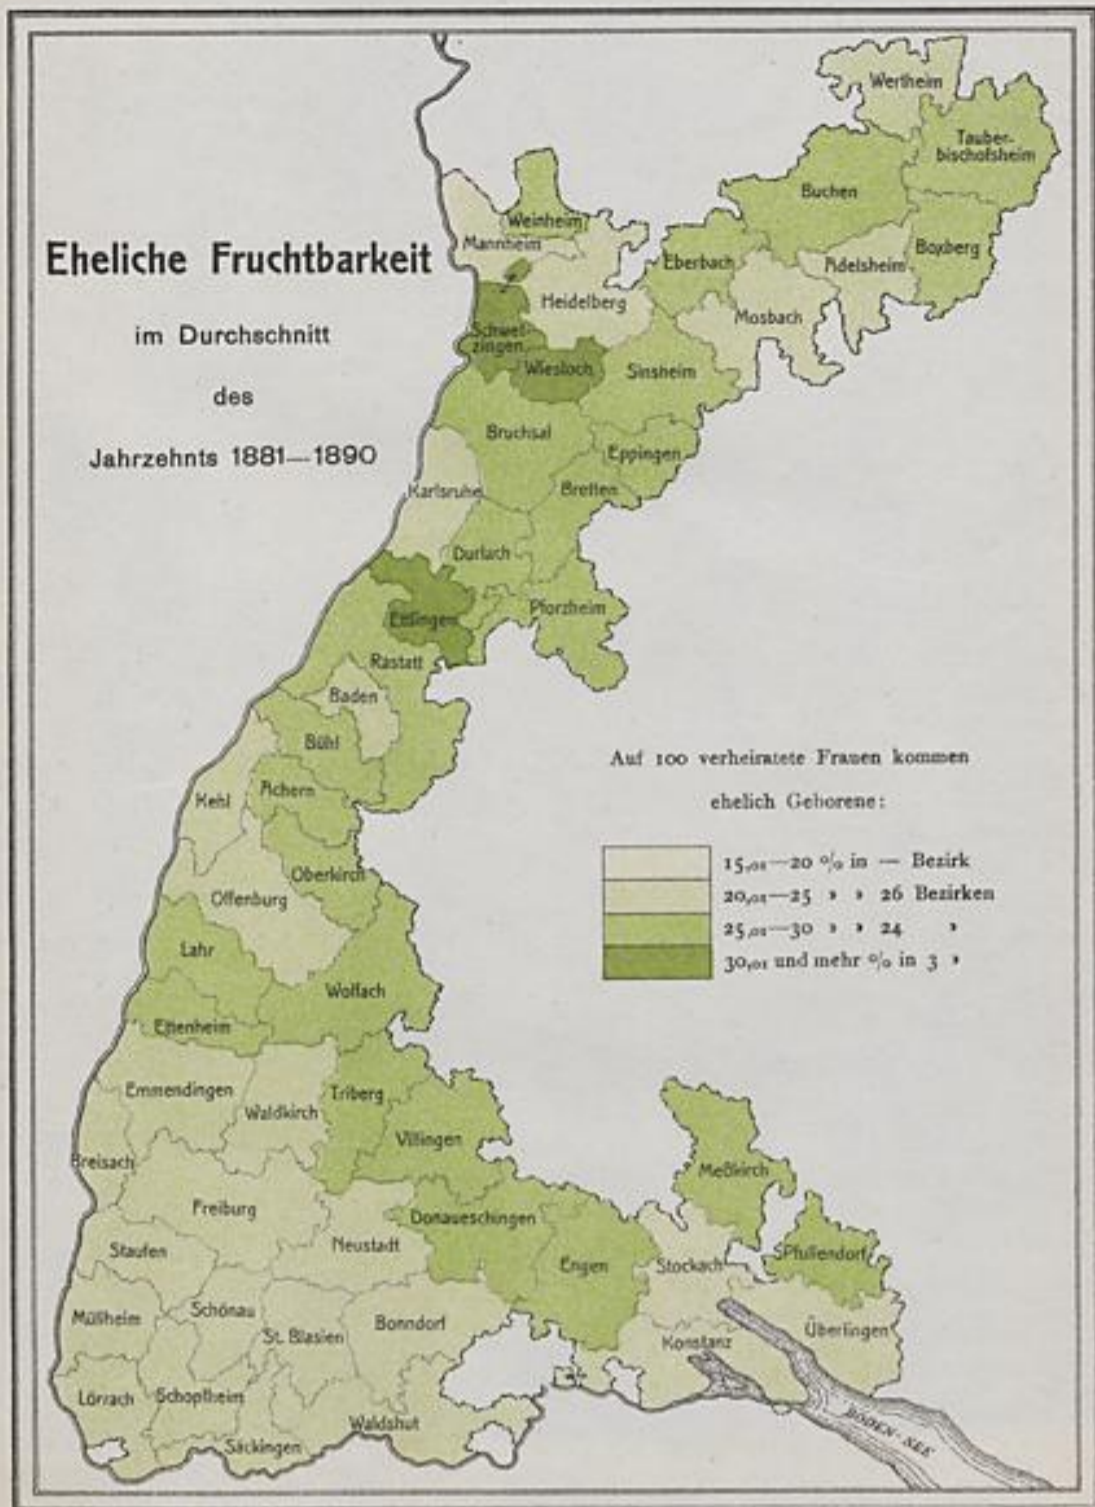 Eheliche Fruchtbarkeit
im Durchschnitt
des
Jahrzehnts 1881—1890
Wertheim
Tauber-
bischofsheim
Buchen
Weinheim
Mannheim
Eberbach
Adelsheim
Boxberg
Heidelberg
Mosbach
Schwet-
zingen
Wiesloch
Sinsheim
Bruchsal
Eppingen
Karlsruhe
Bretten
Durlach
Ettlingen
Pforzheim
Rastatt
Baden
Bühl
Kehl
Achern
Oberkirch
Offenburg
Lahr
Wolfach
Ettenheim
Emmendingen
Waldkirch
Triberg
Villingen
Breisach
Meßkirch
Freiburg
Donaueschingen
Neustadt
Staufen
Engen
Stockach
Pfullendorf
Müllheim
Schönau
St. Blasien
Bonndorf
Konstanz
Überlingen
Lörrach
Schopfheim
Waldshut
Säckingen
BODEN-SEE
Auf 100 verheiratete Frauen kommen
ehelich Geborene:
15,01—20 % in — Bezirk
20,01—25 » » 26 Bezirken
25,01—30 » » 24 »
30,01 und mehr % in 3 »